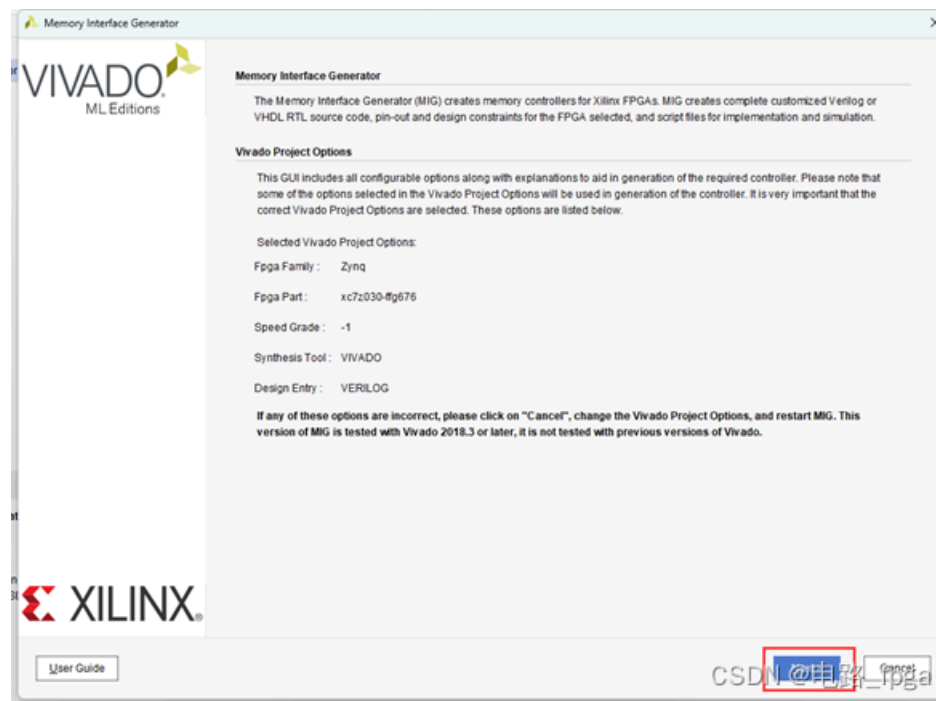 Memory Interface Generator
VIVADO.
ML Editions
Memory Interface Generator
The Memory Interface Generator (MIG) creates memory controllers for Xilinx FPGAs. MIG creates complete customized Verilog or
VHDL RTL source code, pin-out and design constraints for the FPGA selected, and script files for implementation and simulation.
Vivado Project Options
This GUI includes all configurable options along with explanations to aid in generation of the required controller. Please note that
some of the options selected in the Vivado Project Options will be used in generation of the controller. It is very important that the
correct Vivado Project Options are selected. These options are listed below.
Selected Vivado Project Options:
Fpga Family : Zynq
Fpga Part : xc7z030-ffg676
Speed Grade : -1
Synthesis Tool : VIVADO
Design Entry : VERILOG
If any of these options are incorrect, please click on "Cancel", change the Vivado Project Options, and restart MIG. This
version of MIG is tested with Vivado 2018.3 or later, it is not tested with previous versions of Vivado.
XILINX®
User Guide
Cancel
CSDN @电路_fpga